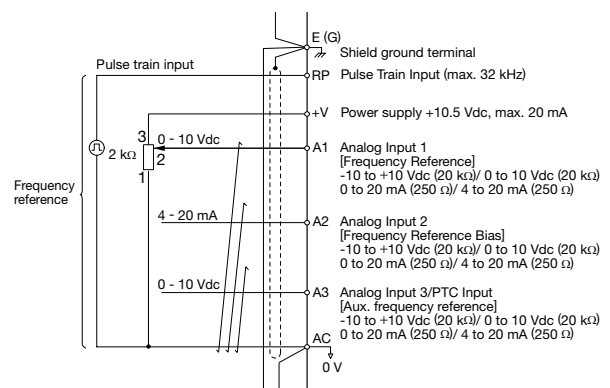 E (G)
Shield ground terminal
Pulse train input
RP Pulse Train Input (max. 32 kHz)
+V Power supply +10.5 Vdc, max. 20 mA
3 0 - 10 Vdc
2 kΩ
2
1
A1 Analog Input 1
[Frequency Reference]
-10 to +10 Vdc (20 kΩ)/ 0 to 10 Vdc (20 kΩ)
0 to 20 mA (250 Ω)/ 4 to 20 mA (250 Ω)
Frequency
reference
4 - 20 mA
A2 Analog Input 2
[Frequency Reference Bias]
-10 to +10 Vdc (20 kΩ)/ 0 to 10 Vdc (20 kΩ)
0 to 20 mA (250 Ω)/ 4 to 20 mA (250 Ω)
0 - 10 Vdc
A3 Analog Input 3/PTC Input
[Aux. frequency reference]
-10 to +10 Vdc (20 kΩ)/ 0 to 10 Vdc (20 kΩ)
0 to 20 mA (250 Ω)/ 4 to 20 mA (250 Ω)
AC
0 V